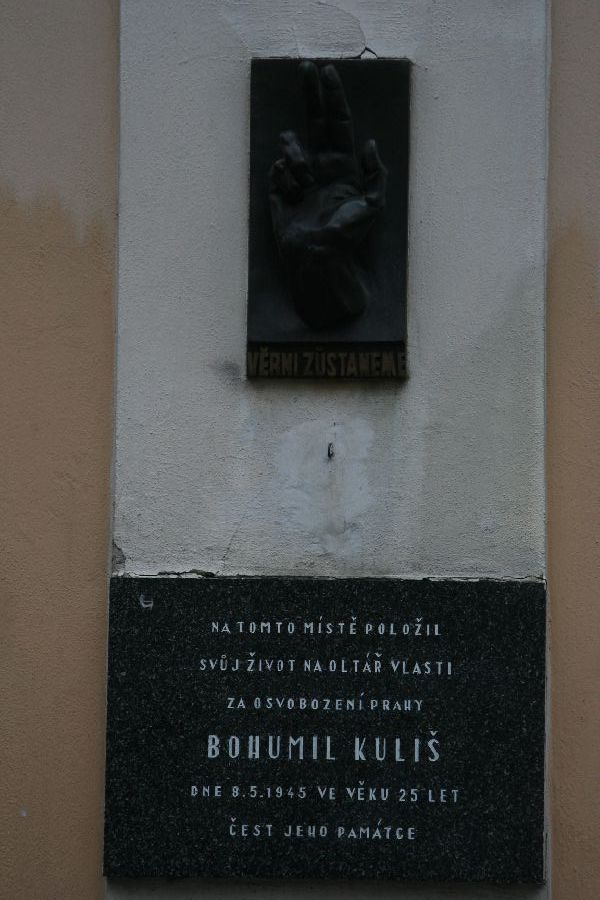 VĚRNI ZŮSTANEME
NA TOMTO MÍSTĚ POLOŽIL
SVŮJ ŽIVOT NA OLTÁŘ VLASTI
ZA OSVOBOZENÍ PRAHY
BOHUMIL KULIŠ
DNE 8.5.1945 VE VĚKU 25 LET
ČEST JEHO PAMÁTCE